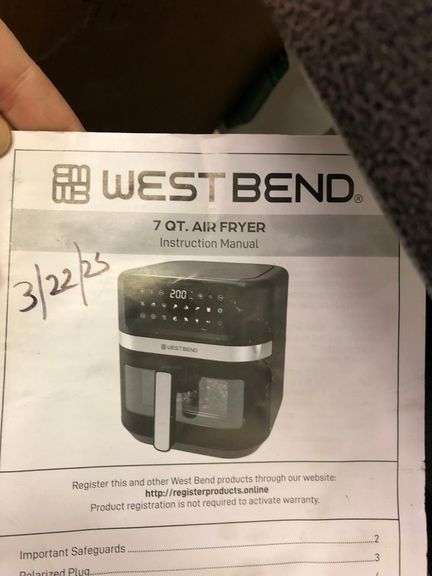 WEST BEND®
7 QT. AIR FRYER
Instruction Manual
3/22/23
200
WEST BEND
Register this and other West Bend products through our website:
http://registerproducts.online
Product registration is not required to activate warranty.
Important Safeguards 2
Polarized Plug 3